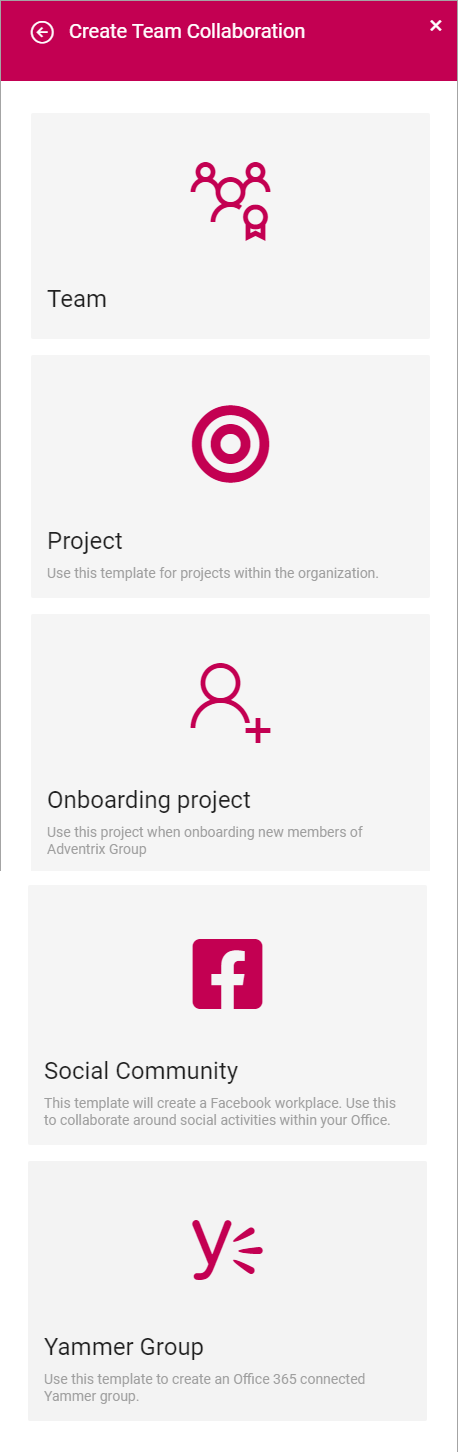 Create Team Collaboration
Team
Project
Use this template for projects within the organization.
Onboarding project
Use this project when onboarding new members of
Adventrix Group
Social Community
This template will create a Facebook workplace. Use this
to collaborate around social activities within your Office.
Yammer Group
Use this template to create an Office 365 connected
Yammer group.